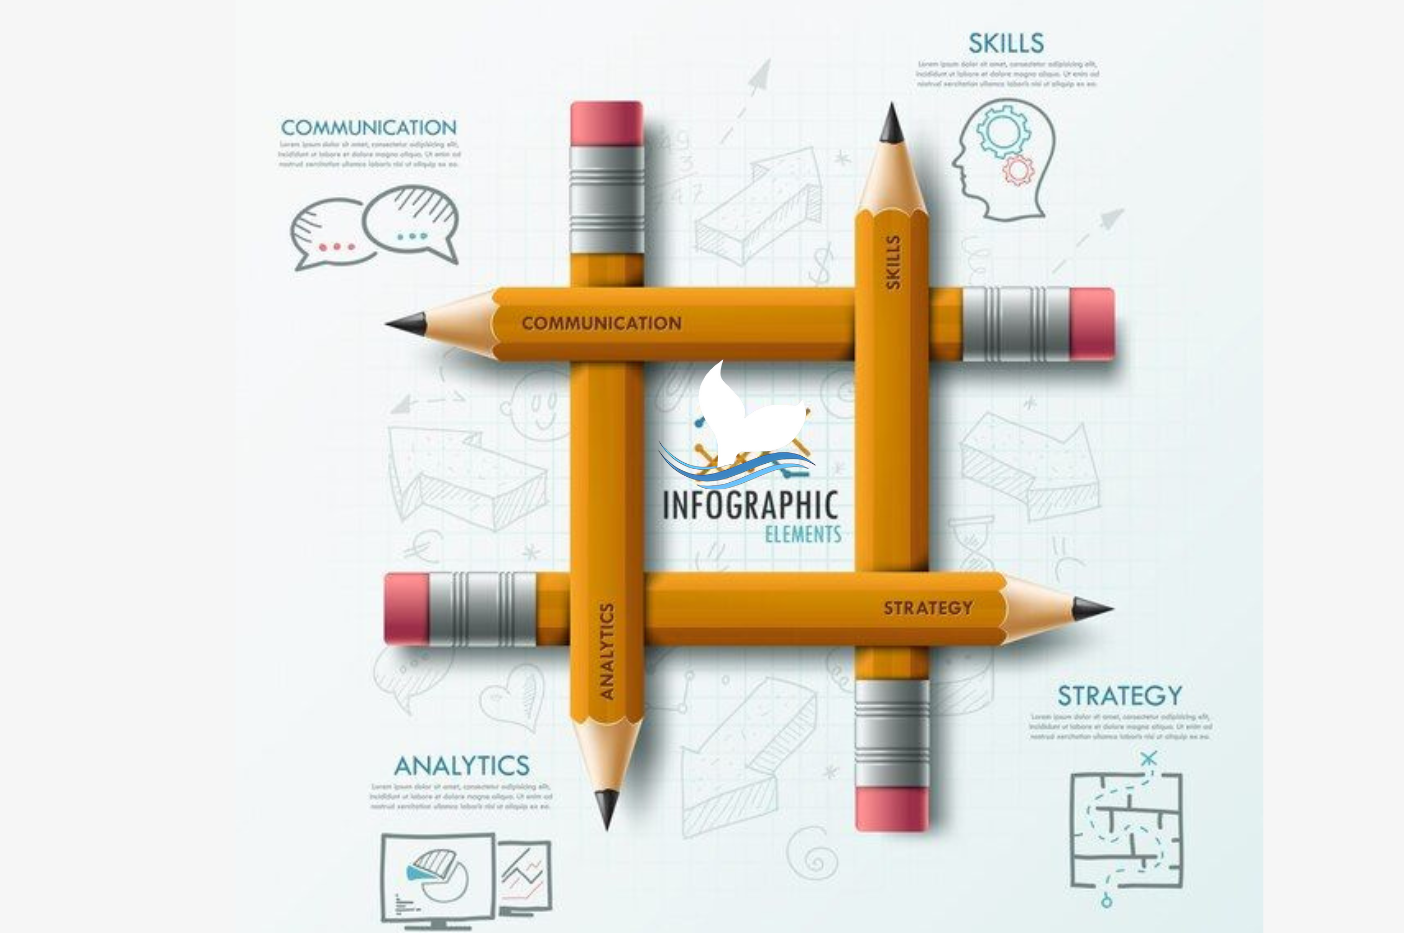 SKILLS
Lorem ipsum dolor sit amet, consectetur adipisicing elit,
incididunt ut labore et dolore magna aliqua. Ut enim ad
nostrud exercitation ullamco laboris nisi ut aliquip ex ea.
COMMUNICATION
Lorem ipsum dolor sit amet, consectetur adipisicing elit,
incididunt ut labore et dolore magna aliqua. Ut enim ad
nostrud exercitation ullamco laboris nisi ut aliquip ex ea.
SKILLS
COMMUNICATION
INFOGRAPHIC
ELEMENTS
STRATEGY
ANALYTICS
STRATEGY
Lorem ipsum dolor sit amet, consectetur adipisicing elit,
incididunt ut labore et dolore magna aliqua. Ut enim ad
nostrud exercitation ullamco laboris nisi ut aliquip ex ea.
ANALYTICS
Lorem ipsum dolor sit amet, consectetur adipisicing elit,
incididunt ut labore et dolore magna aliqua. Ut enim ad
nostrud exercitation ullamco laboris nisi ut aliquip ex ea.